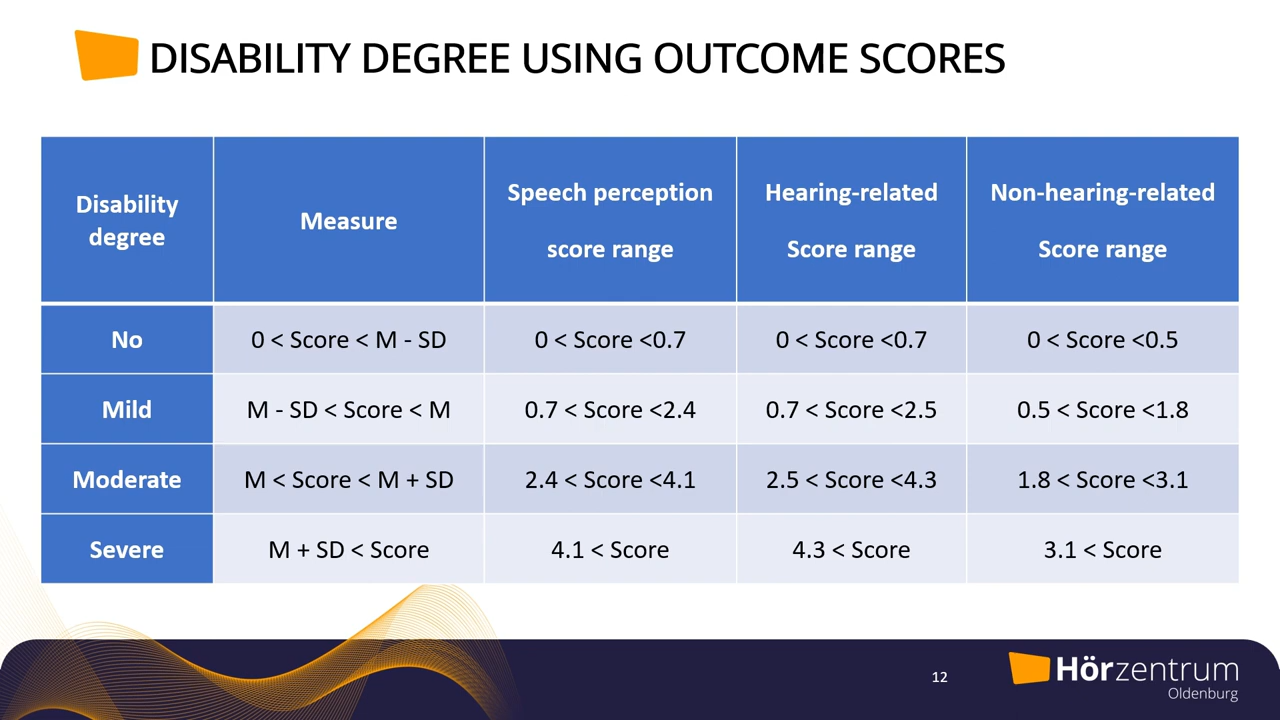 DISABILITY DEGREE USING OUTCOME SCORES
Disability
degree
Measure
Speech perception
score range
Hearing-related
Score range
Non-hearing-related
Score range
No
0 < Score < M - SD
0 < Score <0.7
0 < Score <0.7
0 < Score <0.5
Mild
M - SD < Score < M
0.7 < Score <2.4
0.7 < Score <2.5
0.5 < Score <1.8
Moderate
M < Score < M + SD
2.4 < Score <4.1
2.5 < Score <4.3
1.8 < Score <3.1
Severe
M + SD < Score
4.1 < Score
4.3 < Score
3.1 < Score
12
Hörzentrum
Oldenburg